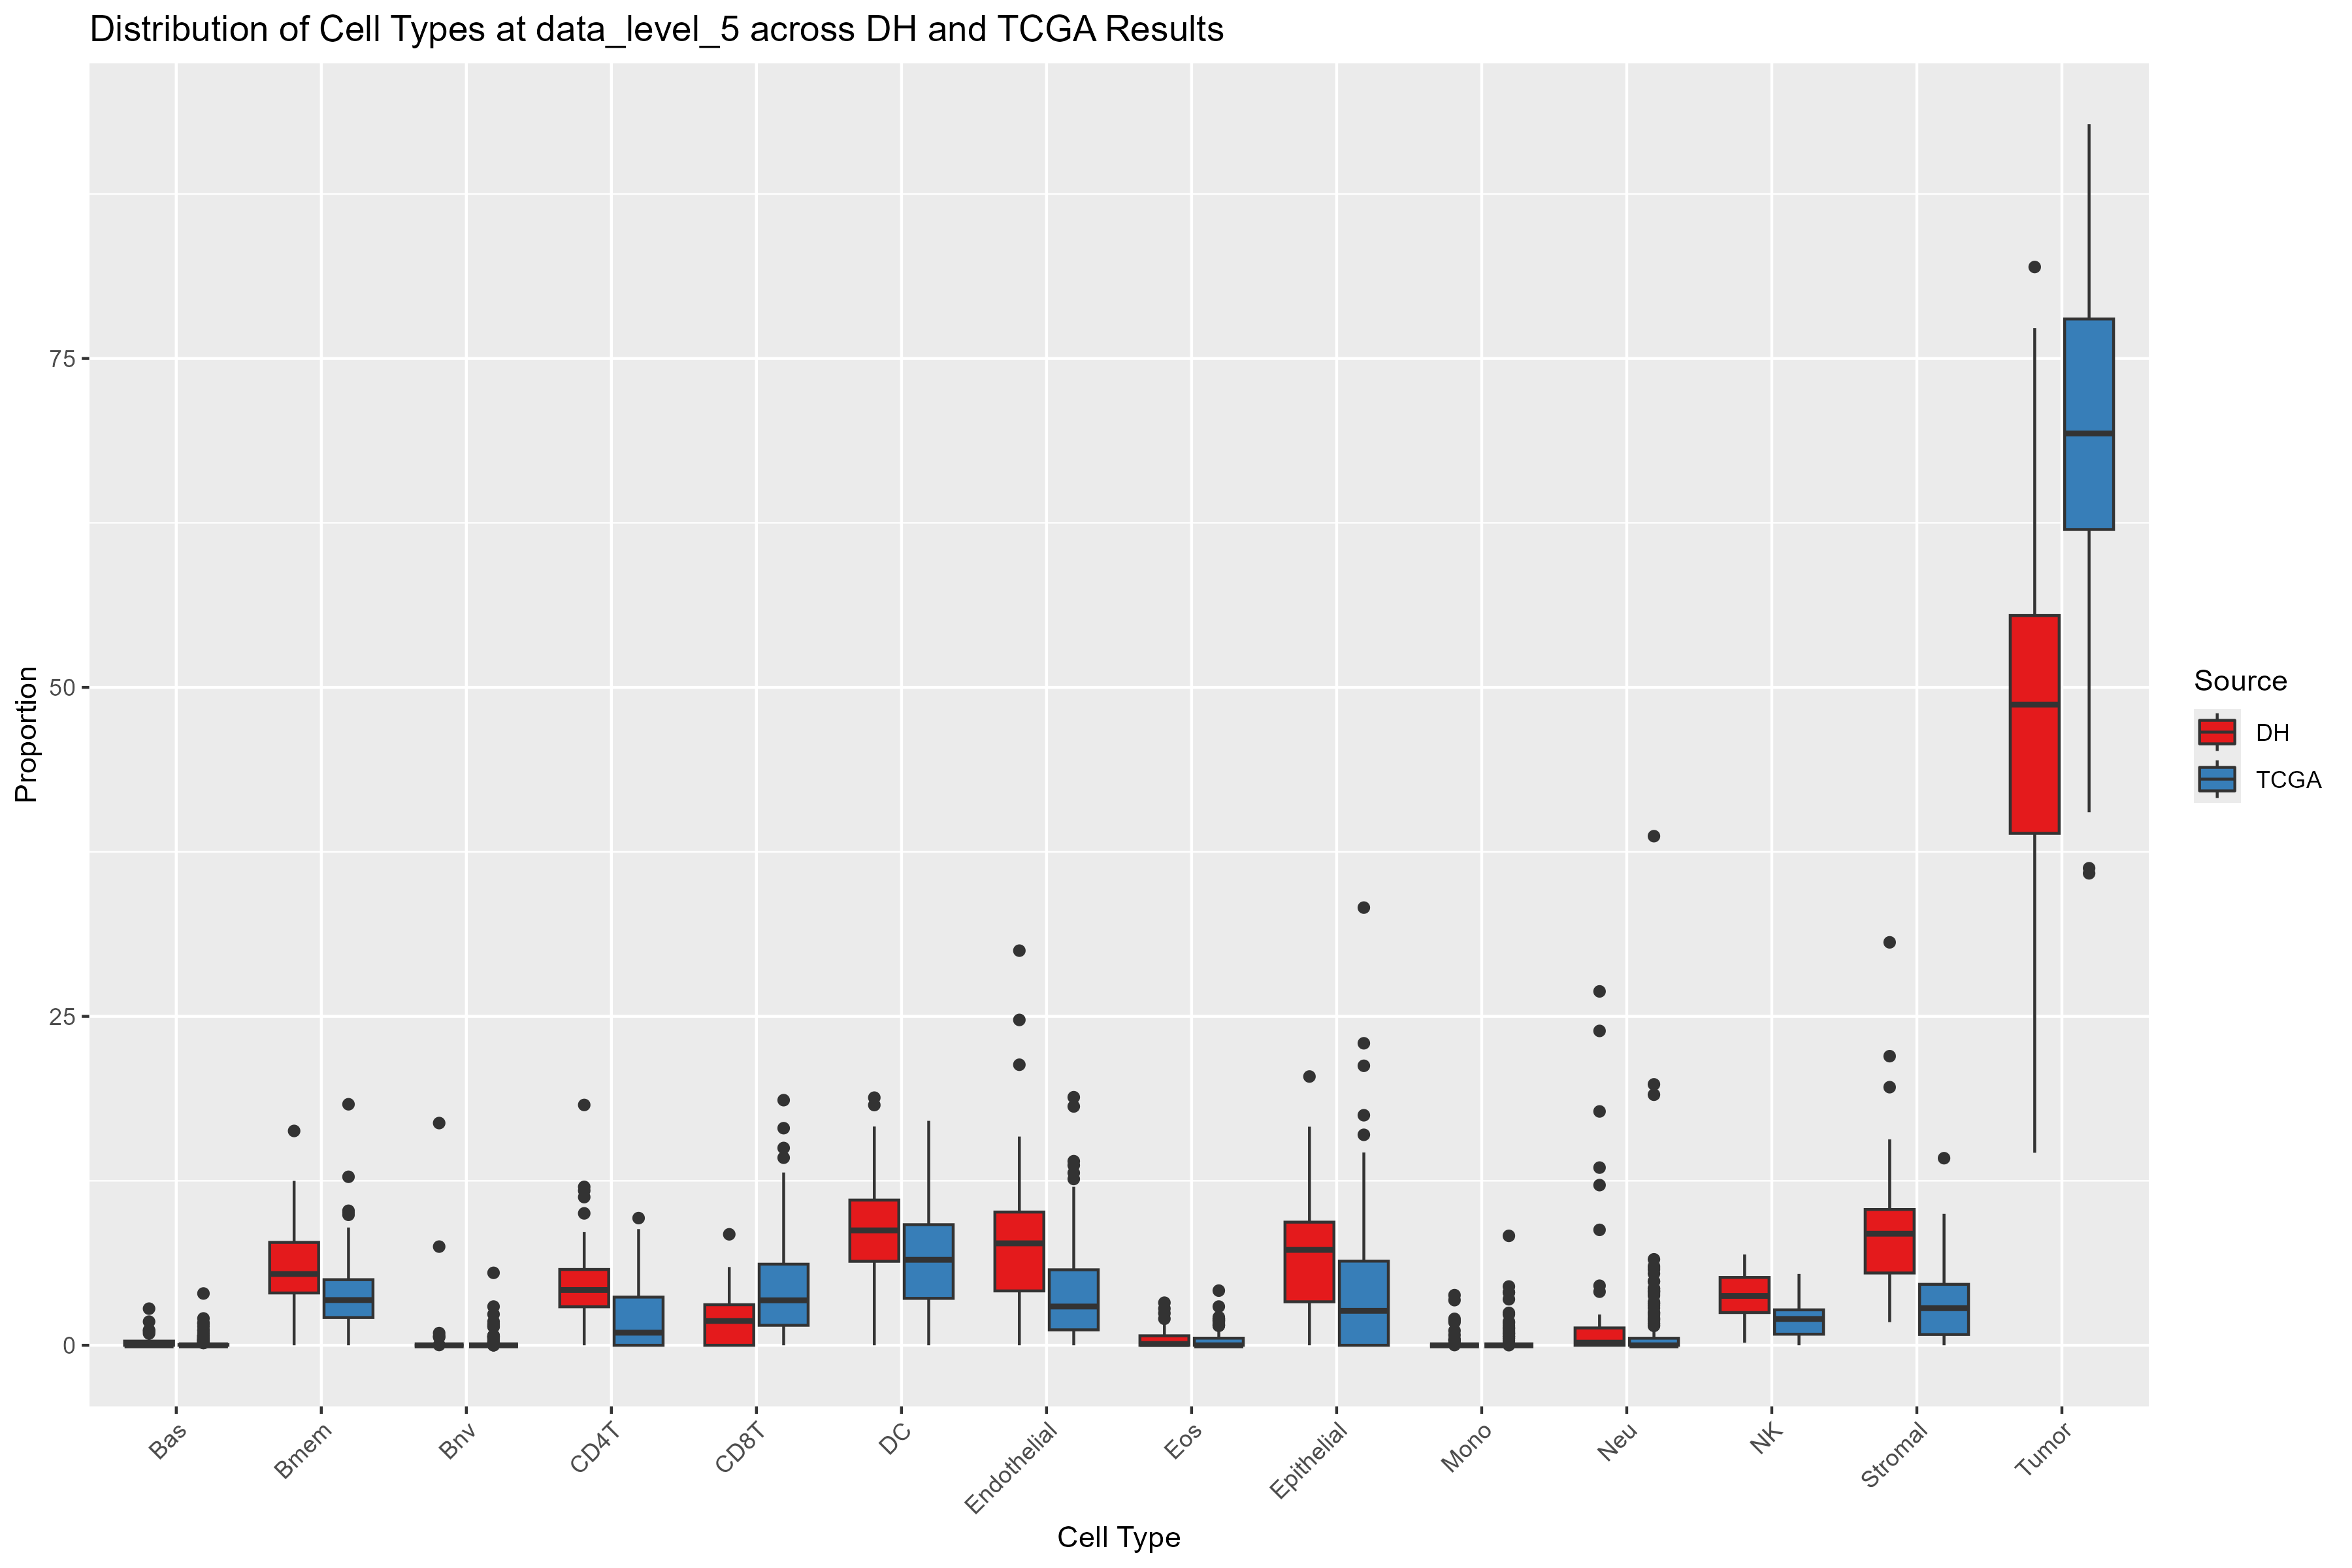 Distribution of Cell Types at data_level_5 across DH and TCGA Results
Proportion
75
50
25
0
Bas
Bmem
Bnv
CD4T
CD8T
DC
Endothelial
Eos
Epithelial
Mono
Neu
NK
Stromal
Tumor
Cell Type
Source
DH
TCGA